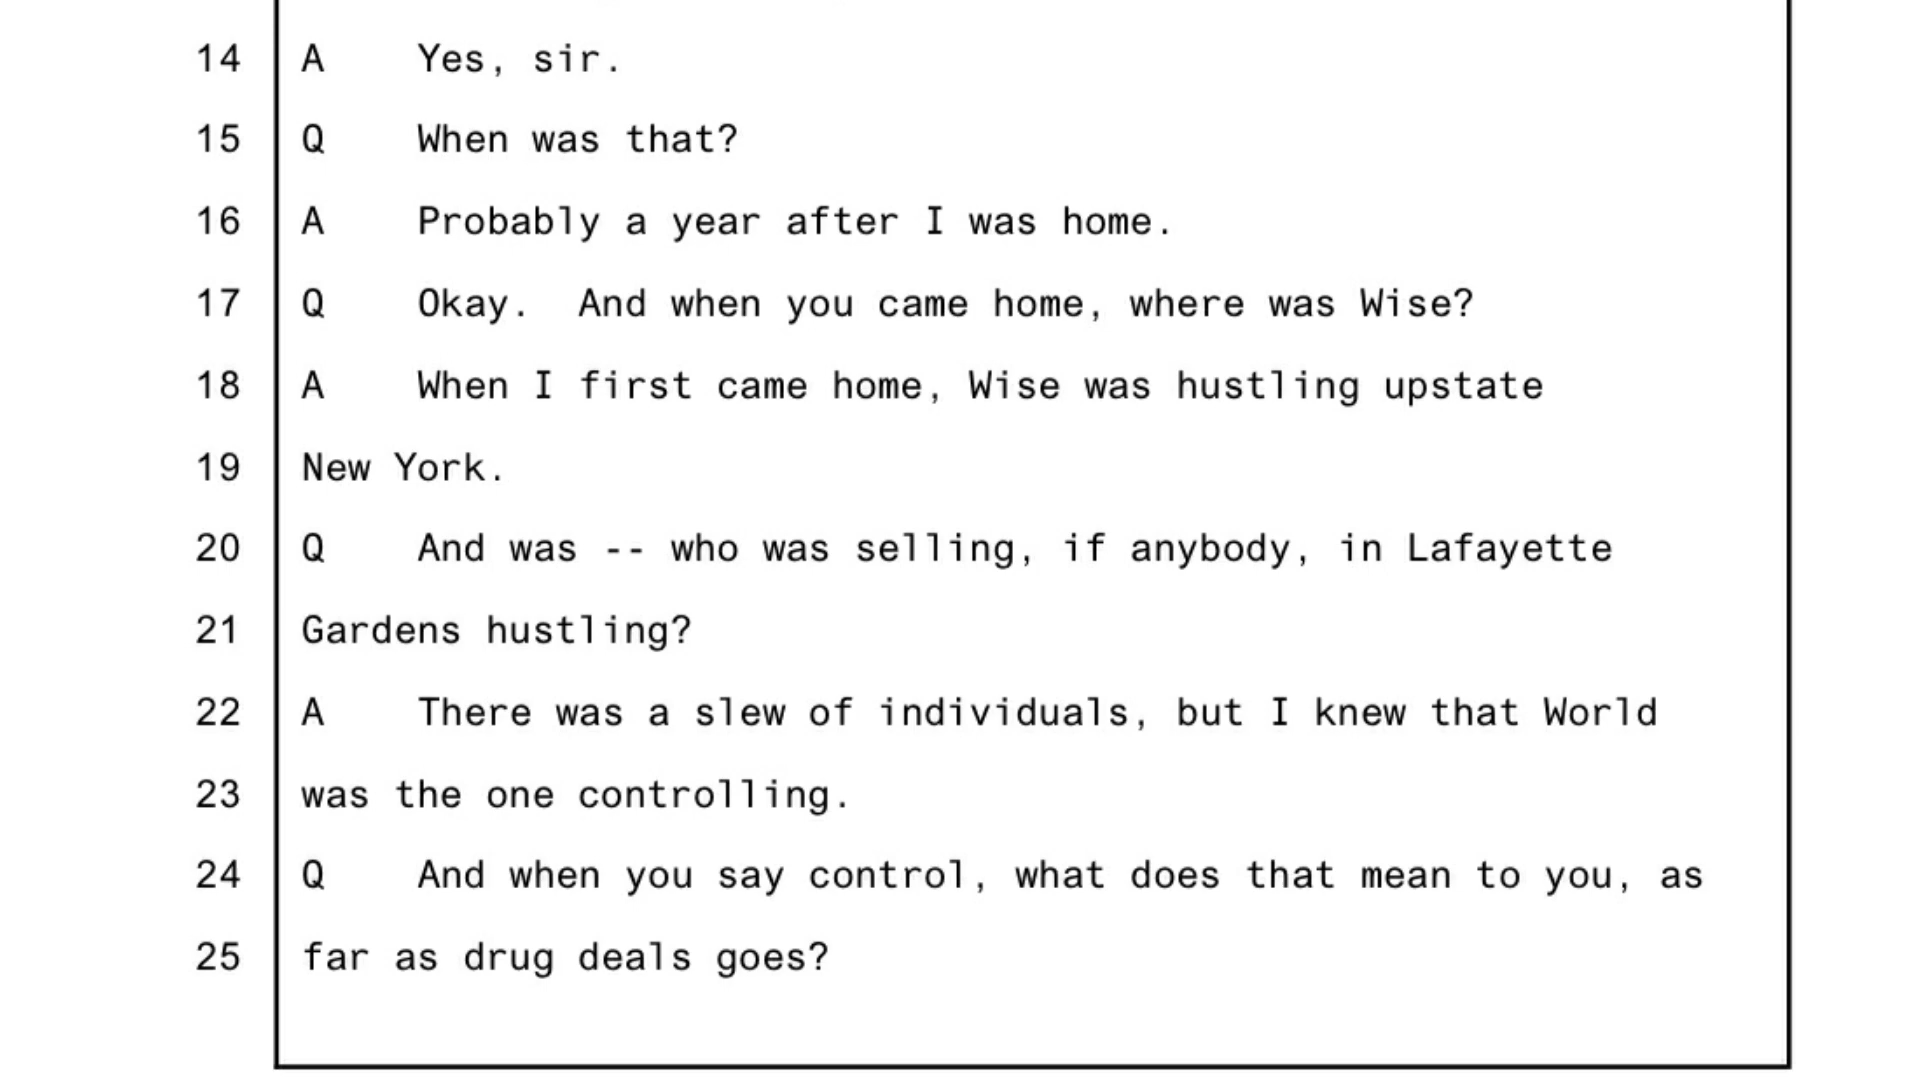 14 A Yes, sir.
15 Q When was that?
16 A Probably a year after I was home.
17 Q Okay. And when you came home, where was Wise?
18 A When I first came home, Wise was hustling upstate
19 New York.
20 Q And was -- who was selling, if anybody, in Lafayette
21 Gardens hustling?
22 A There was a slew of individuals, but I knew that World
23 was the one controlling.
24 Q And when you say control, what does that mean to you, as
25 far as drug deals goes?